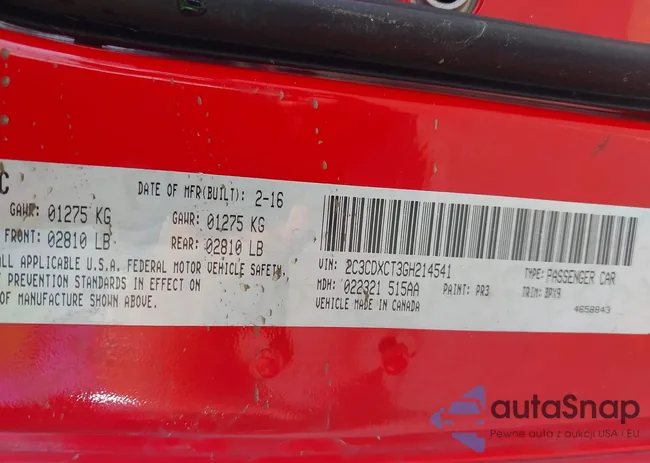 C
DATE OF MFR(BUILT): 2-16
GAWR: 01275 KG GAWR: 01275 KG
FRONT: 02810 LB REAR: 02810 LB
ALL APPLICABLE U.S.A. FEDERAL MOTOR VEHICLE SAFETY,
PREVENTION STANDARDS IN EFFECT ON
OF MANUFACTURE SHOWN ABOVE.
VIN: 2C3CDXCT3GH214541 TYPE: PASSENGER CAR
MDH: 022321 515AA PAINT: PR3 TRIM: BPX9
VEHICLE MADE IN CANADA 4658843
autaSnap
Pewne auta z aukcji USA i EU